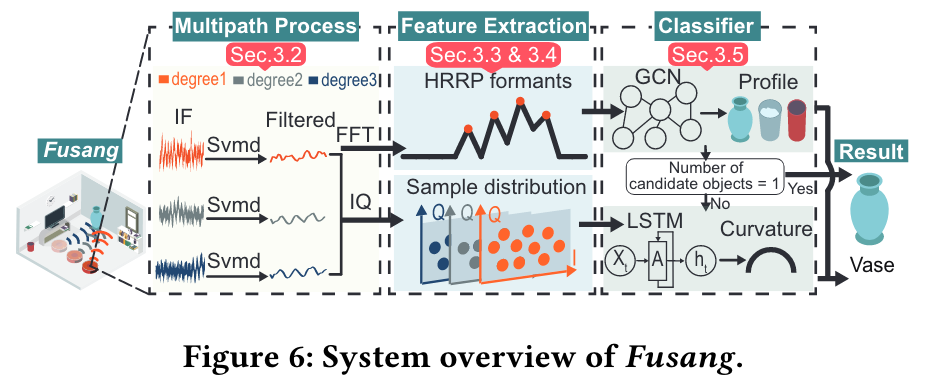 Multipath Process
Feature Extraction
Classifier
Sec.3.2
Sec.3.3 & 3.4
Sec.3.5
degree1 degree2 degree3
HRRP formants
GCN
Profile
IF
Filtered
FFT
Svmd
Fusang
Result
Number of
candidate objects = 1
Yes
No
Svmd
IQ
Sample distribution
Q Q Q
I
LSTM
Curvature
Xt A ht
Svmd
Vase
Figure 6: System overview of Fusang.